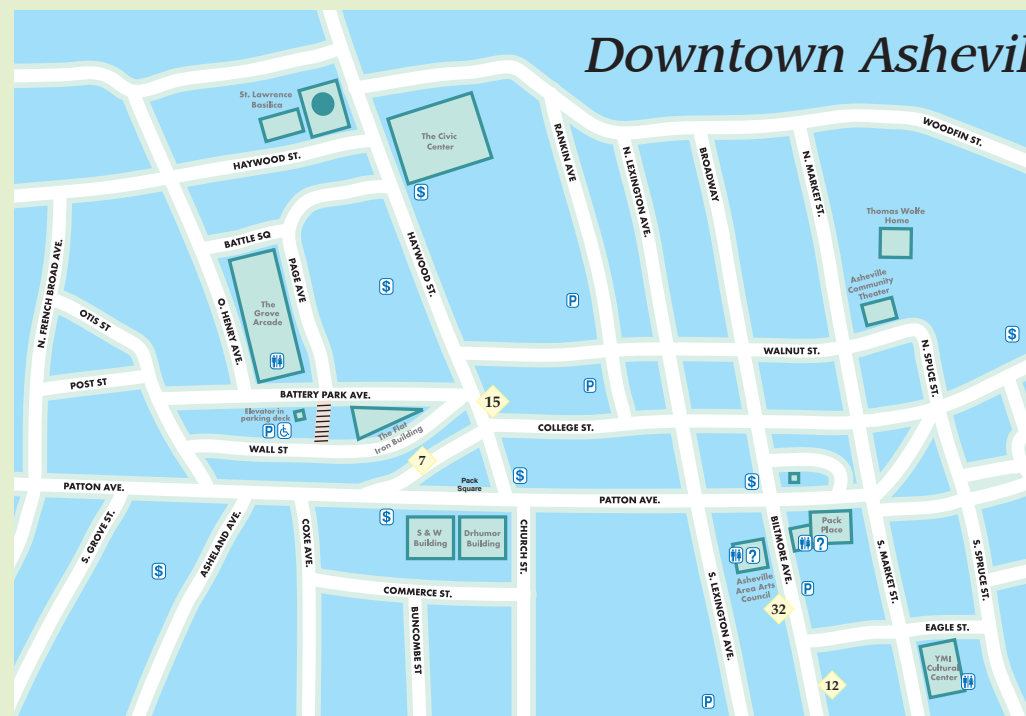 Downtown Ashevil
St. Lawrence
Basilica
The Civic
Center
HAYWOOD ST.
WOODFIN ST.
RANKIN AVE
N. LEXINGTON AVE.
BROADWAY
N. MARKET ST.
$
Thomas Wolfe
Home
Asheville
Community
Theater
BATTLE SQ
PAGE AVE
HAYWOOD ST.
N. FRENCH BROAD AVE.
OTIS ST
O. HENRY AVE.
The
Grove
Arcade
$
P
$
WALNUT ST.
N. SPUCE ST.
POST ST
BATTERY PARK AVE.
P
15
Elevator in
parking deck
P
The Flat
Iron Building
COLLEGE ST.
WALL ST
7
$
$
Pack
Square
PATTON AVE.
PATTON AVE.
$
S. GROVE ST.
ASHELAND AVE.
COXE AVE.
S & W
Building
Drhumor
Building
CHURCH ST.
BILTMORE AVE.
Pack
Place
?
?
S. MARKET ST.
S. SPRUCE ST.
$
Asheville
Area Arts
Council
P
COMMERCE ST.
BUNCOMBE ST
S. LEXINGTON AVE.
32
EAGLE ST.
YMI
Cultural
Center
12
P